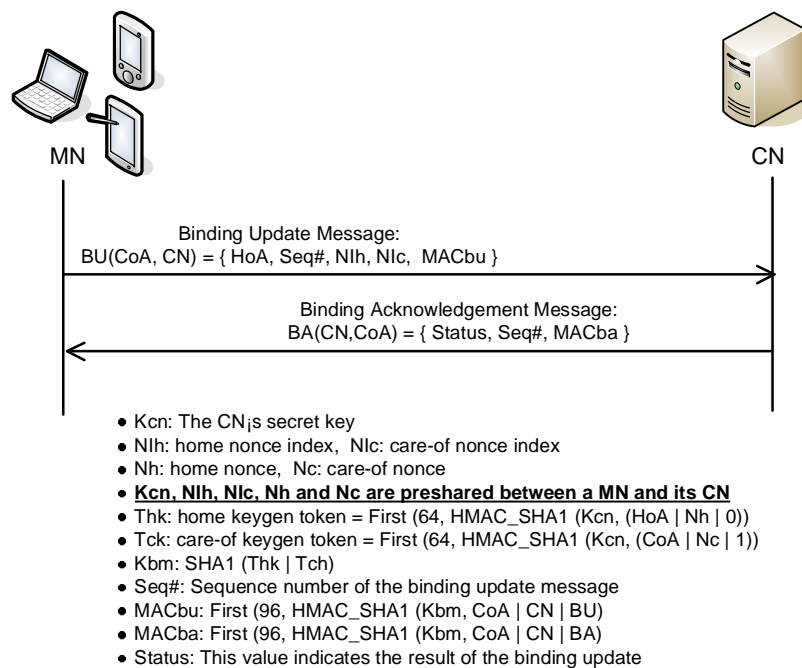 MN
CN
Binding Update Message:
BU(CoA, CN) = { HoA, Seq#, NIh, NIc, MACbu }
Binding Acknowledgement Message:
BA(CN,CoA) = { Status, Seq#, MACba }
• Kcn: The CN¡s secret key
• NIh: home nonce index, NIc: care-of nonce index
• Nh: home nonce, Nc: care-of nonce
• Kcn, NIh, NIc, Nh and Nc are preshared between a MN and its CN
• Thk: home keygen token = First (64, HMAC_SHA1 (Kcn, (HoA | Nh | 0))
• Tck: care-of keygen token = First (64, HMAC_SHA1 (Kcn, (CoA | Nc | 1))
• Kbm: SHA1 (Thk | Tch)
• Seq#: Sequence number of the binding update message
• MACbu: First (96, HMAC_SHA1 (Kbm, CoA | CN | BU)
• MACba: First (96, HMAC_SHA1 (Kbm, CoA | CN | BA)
• Status: This value indicates the result of the binding update